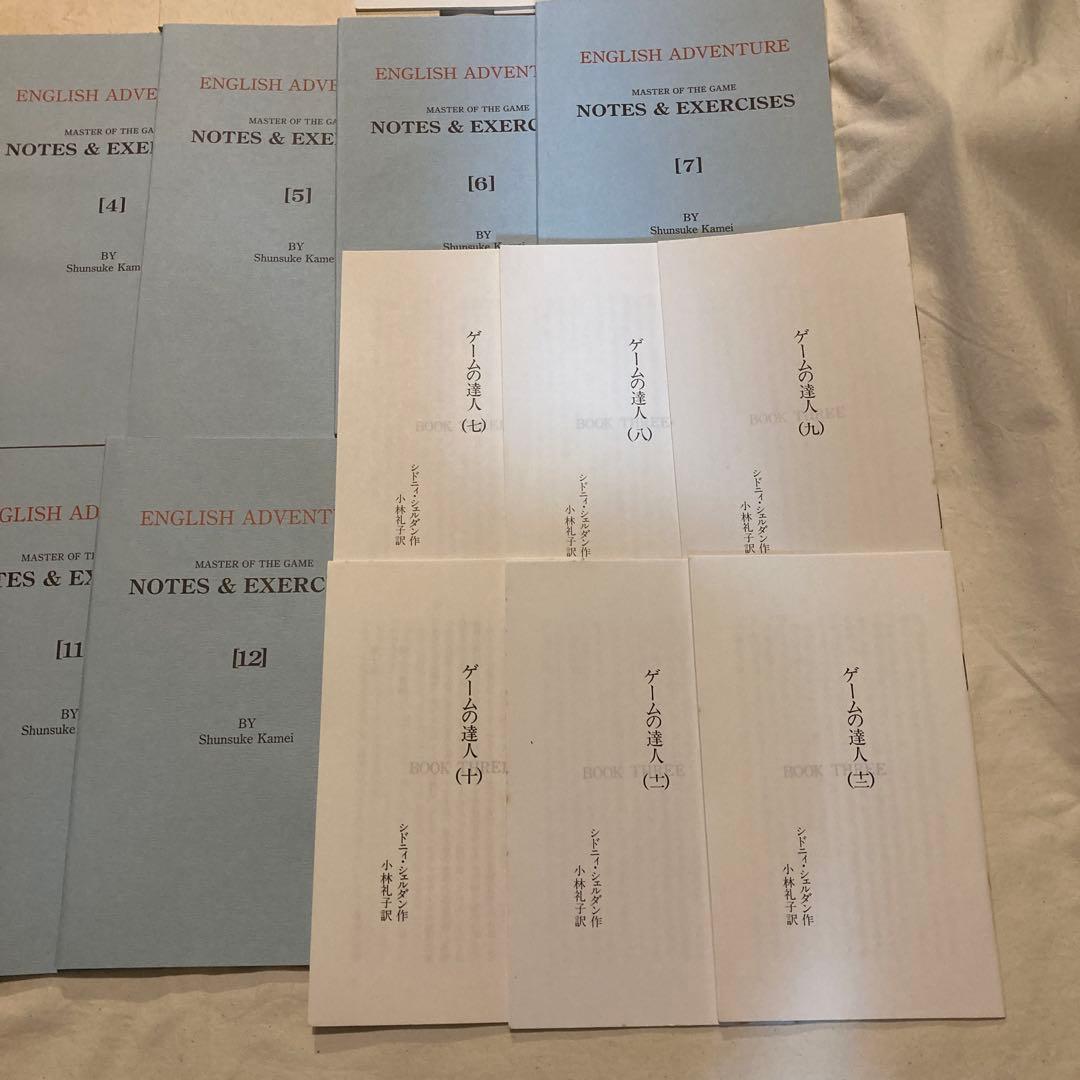 ENGLISH ADVE
MASTER OF THE GA
NOTES & EXE
[4]
BY
Shunsuke Kam
ENGLISH ADVE
MASTER OF THE GA
NOTES & EXE
[5]
BY
Shunsuke Kame
ENGLISH ADVENT
MASTER OF THE GAME
NOTES & EXERC
[6]
BY
Shunsuke Kamei
ENGLISH ADVENTURE
MASTER OF THE GAME
NOTES & EXERCISES
[7]
BY
Shunsuke Kamei
GLISH AD
MASTER OF T
TES & EX
[11
BY
Shunsuke
ENGLISH ADVENT
MASTER OF THE GAME
NOTES & EXERC
[12]
BY
Shunsuke Kamei
ゲームの達人(七)
シドニィ・シェルダン作
小林礼子訳
BOOK THREE
ゲームの達人(八)
シドニィ・シェルダン作
小林礼子訳
BOOK THREE
ゲームの達人(九)
シドニィ・シェルダン作
小林礼子訳
BOOK THREE
ゲームの達人(十)
シドニィ・シェルダン作
小林礼子訳
BOOK THREE
ゲームの達人(十一)
シドニィ・シェルダン作
小林礼子訳
BOOK THREE
ゲームの達人(十二)
シドニィ・シェルダン作
小林礼子訳
BOOK THREE